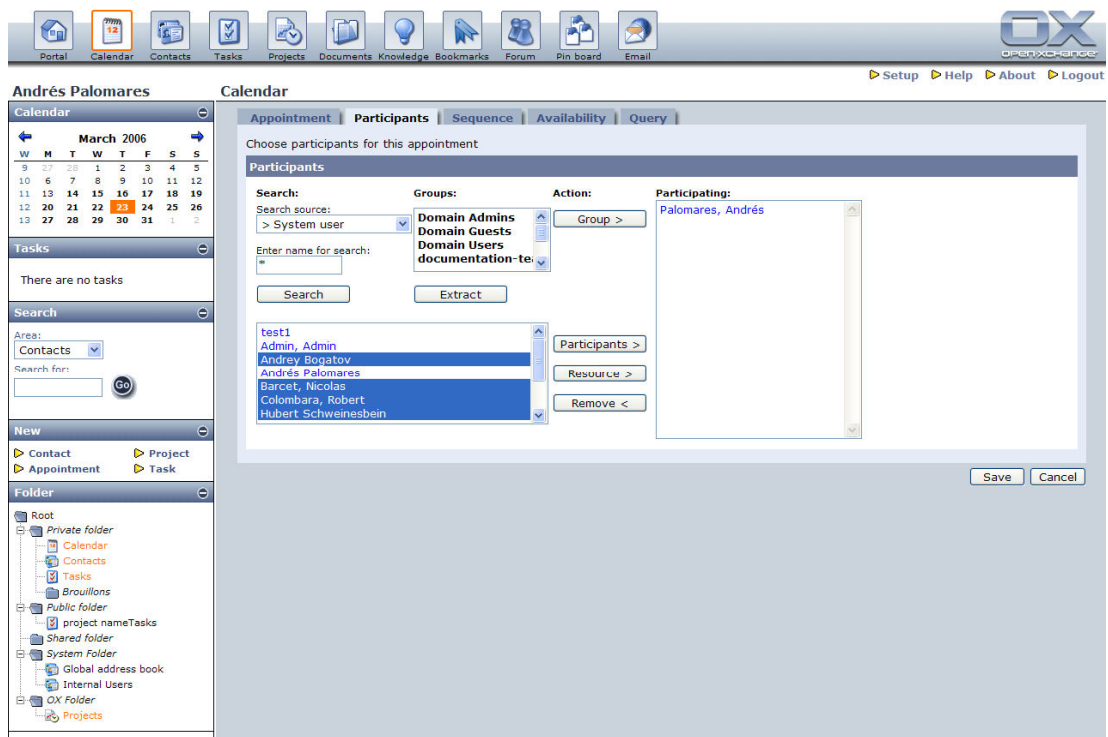 Portal Calendar Contacts Tasks Projects Documents Knowledge Bookmarks Forum Pin board Email
OX
OPEN-XCHANGE
Setup Help About Logout
Andrés Palomares
Calendar
March 2006
W M T W T F S S
9 27 28 1 2 3 4 5
10 6 7 8 9 10 11 12
11 13 14 15 16 17 18 19
12 20 21 22 23 24 25 26
13 27 28 29 30 31 1 2
Tasks
There are no tasks
Search
Area:
Contacts
Search for:
Go
New
Contact Project
Appointment Task
Folder
Root
Private folder
Calendar
Contacts
Tasks
Brouillons
Public folder
project nameTasks
Shared folder
System Folder
Global address book
Internal Users
OX Folder
Projects
Calendar
Appointment Participants Sequence Availability Query
Choose participants for this appointment
Participants
Search: Groups: Action: Participating:
Search source:
> System user
Enter name for search:
*
Search
Domain Admins
Domain Guests
Domain Users
documentation-te
Extract
Group >
Palomares, Andrés
test1
Admin, Admin
Andrey Bogatov
Andrés Palomares
Barcet, Nicolas
Colombara, Robert
Hubert Schweinesbein
Participants >
Resource >
Remove <
Save Cancel